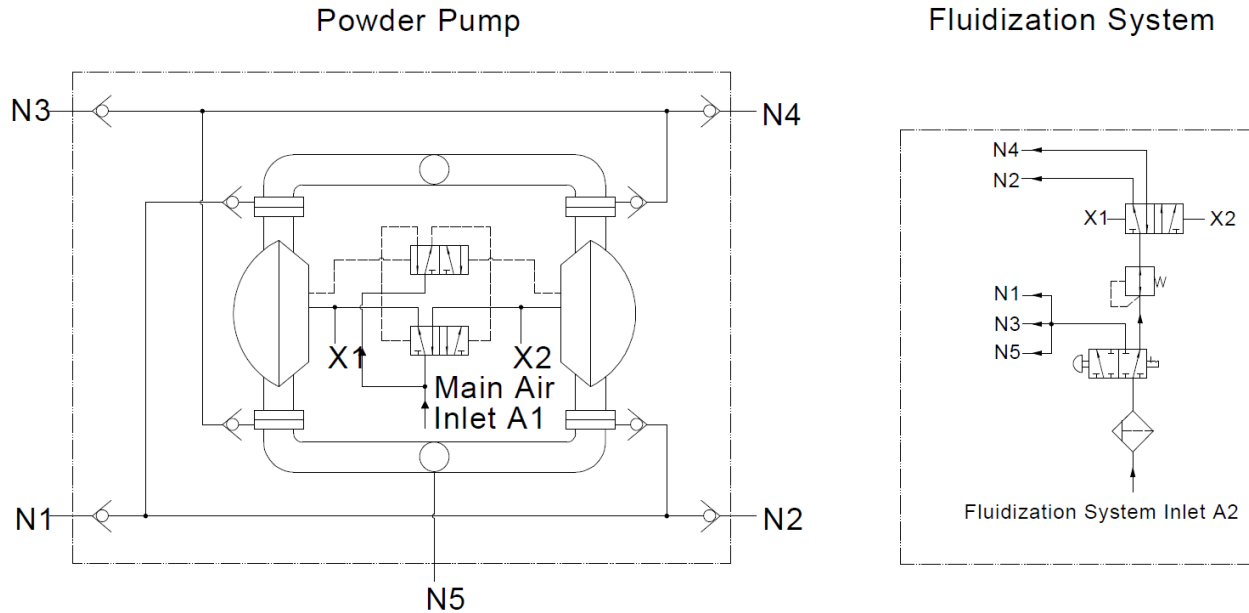 Powder Pump
Fluidization System
N3
N4
X1
X2
Main Air
Inlet A1
N1
N2
N5
N4
N2
X1
X2
N1
N3
N5
Fluidization System Inlet A2